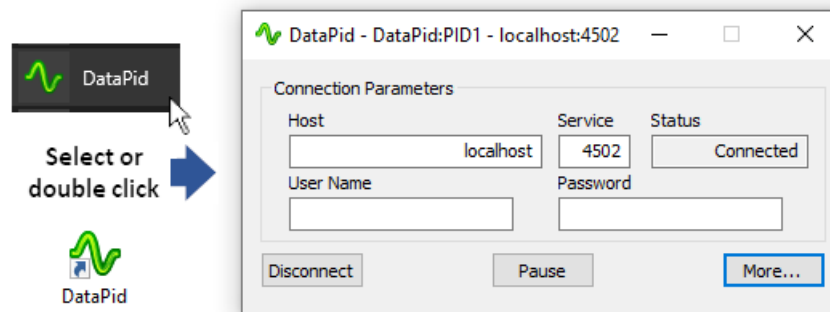 DataPid
Select or
double click
DataPid
DataPid - DataPid:PID1 - localhost:4502
Connection Parameters
Host Service Status
localhost 4502 Connected
User Name Password
Disconnect Pause More...